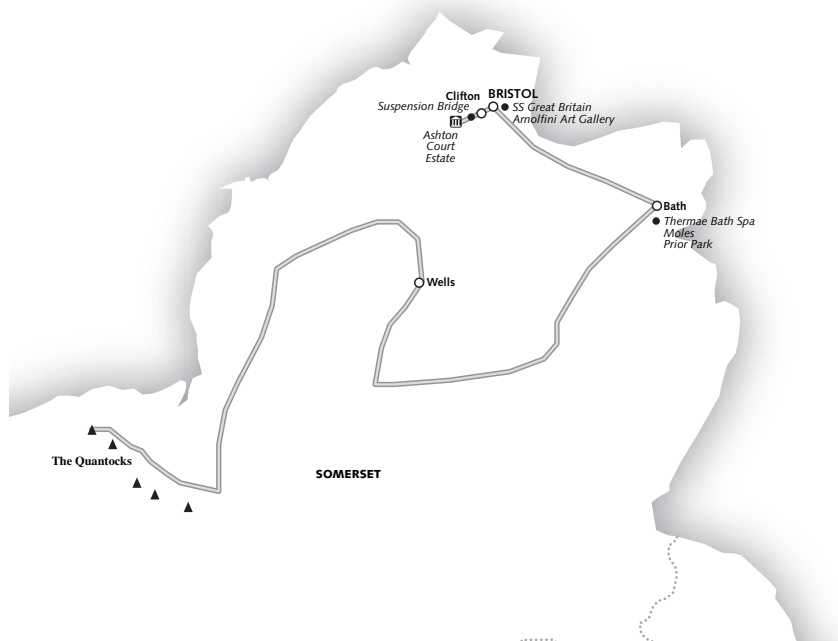 Clifton
BRISTOL
Suspension Bridge
SS Great Britain
Arnolfini Art Gallery
Ashton
Court
Estate
Bath
Thermae Bath Spa
Moles
Prior Park
Wells
The Quantocks
SOMERSET